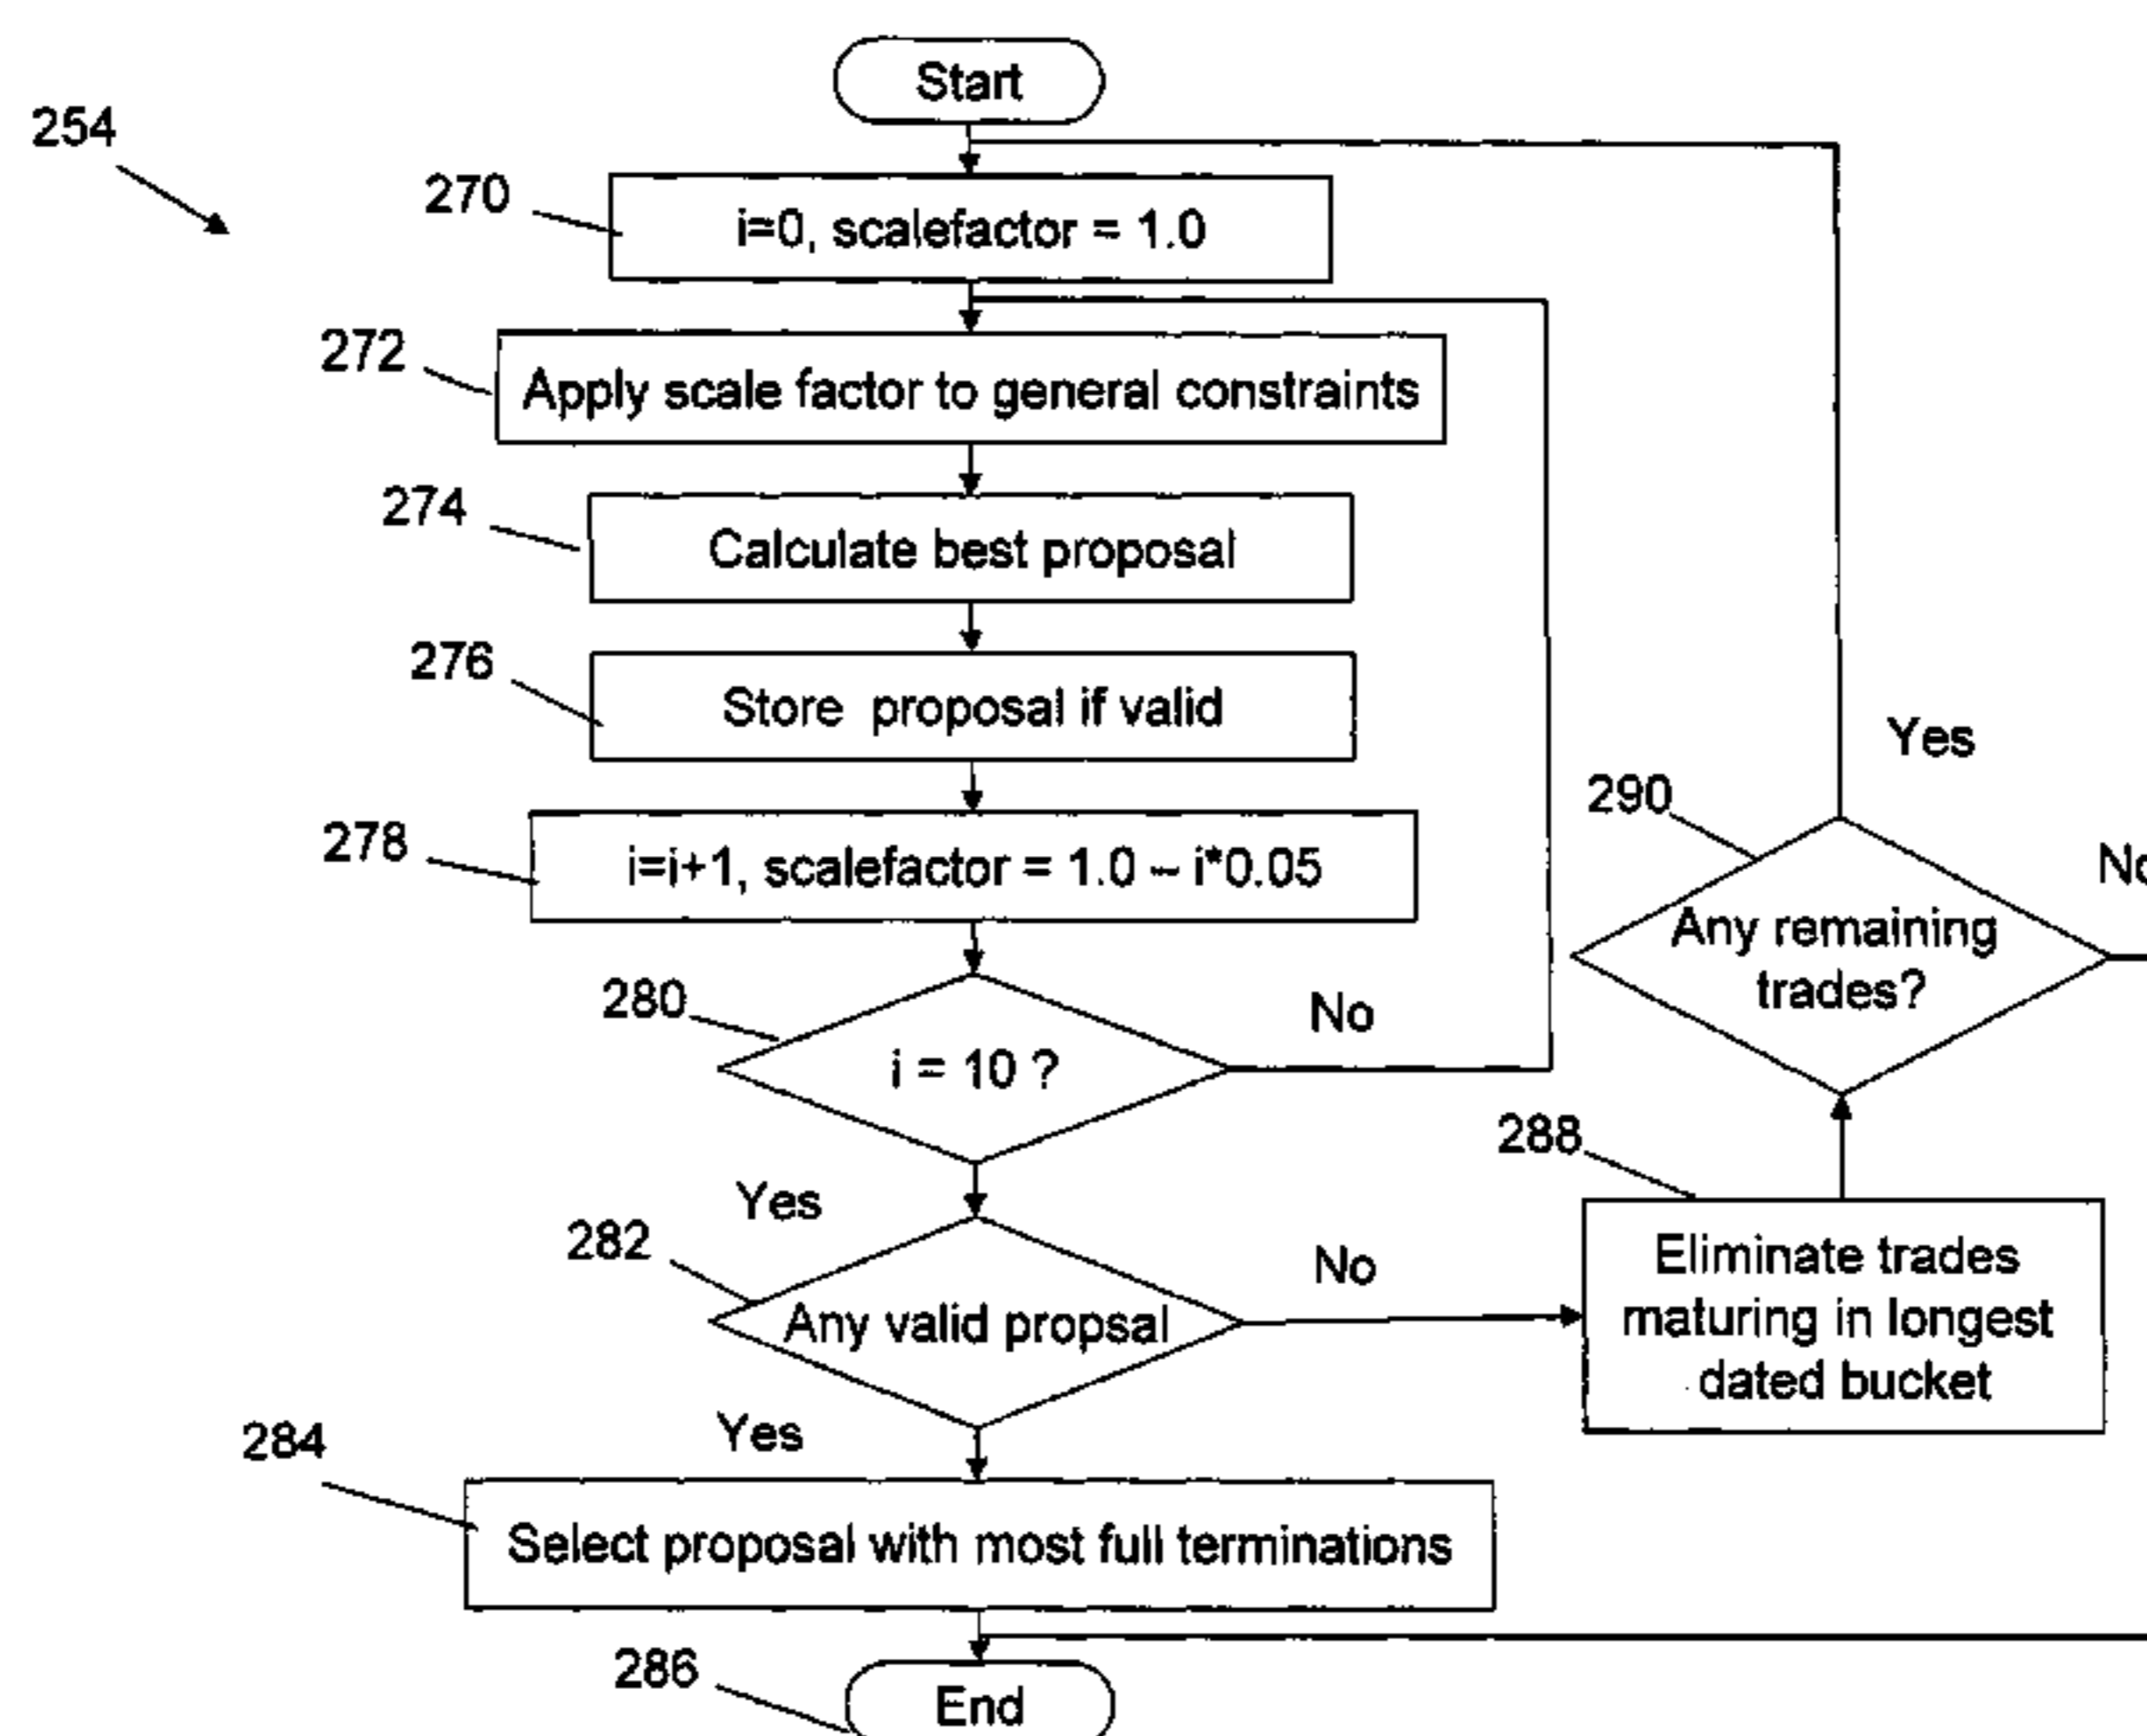 Start
254
270
i=0, scalefactor = 1.0
272
Apply scale factor to general constraints
274
Calculate best proposal
276
Store proposal if valid
278
i=i+1, scalefactor = 1.0 – i*0.05
280
i = 10 ?
No
Yes
282
Any valid propsal
No
Yes
284
Select proposal with most full terminations
286
End
288
Eliminate trades
maturing in longest
dated bucket
290
Any remaining
trades?
Yes
No